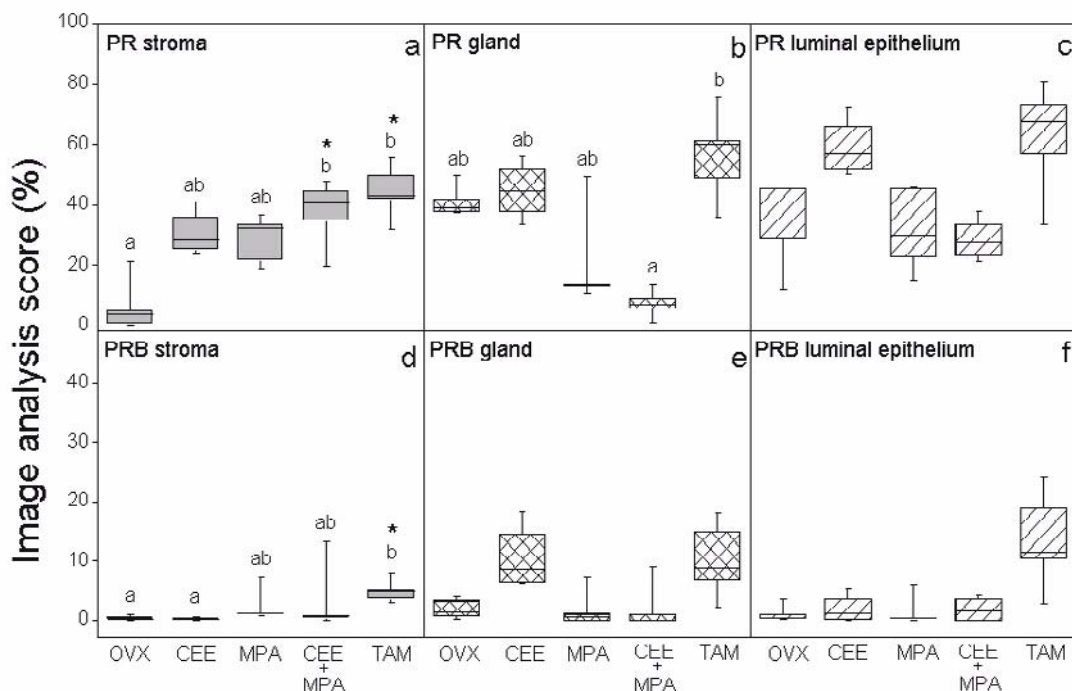 Image analysis score (%)
100
80
60
40
20
0
PR stroma
a
a
ab
ab
*
b
*
b
PR gland
b
ab
ab
ab
a
b
PR luminal epithelium
c
40
30
20
10
0
PRB stroma
d
a
a
ab
ab
*
b
PRB gland
e
PRB luminal epithelium
f
OVX
CEE
MPA
CEE
+
MPA
TAM
OVX
CEE
MPA
CEE
+
MPA
TAM
OVX
CEE
MPA
CEE
+
MPA
TAM